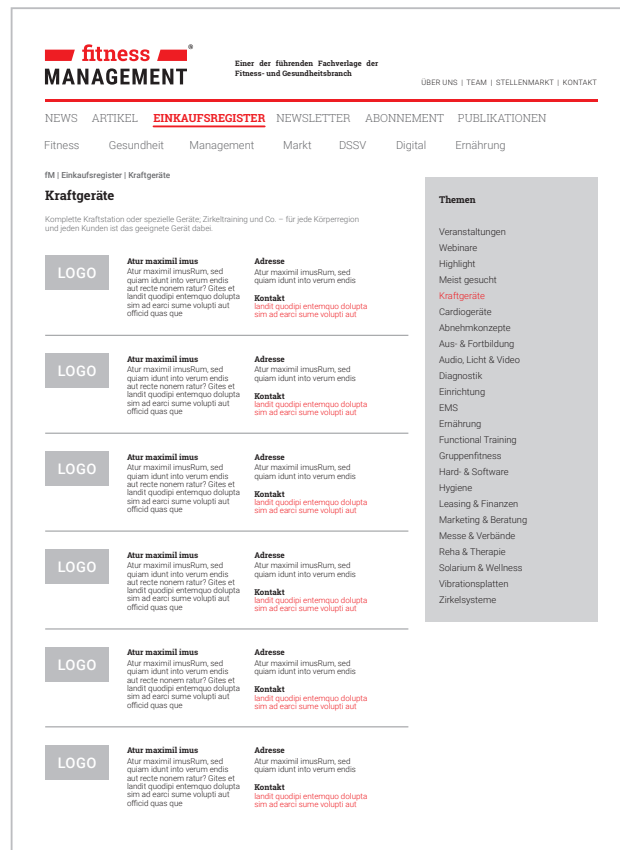 fitness
MANAGEMENT
®
Einer der führenden Fachverlage der
Fitness- und Gesundheitsbranch
ÜBER UNS | TEAM | STELLENMARKT | KONTAKT
NEWS ARTIKEL EINKAUFSREGISTER NEWSLETTER ABONNEMENT PUBLIKATIONEN
Fitness Gesundheit Management Markt DSSV Digital Ernährung
fM | Einkaufsregister | Kraftgeräte
Kraftgeräte
Komplette Kraftstation oder spezielle Geräte; Zirkeltraining und Co. – für jede Körperregion
und jeden Kunden ist das geeignete Gerät dabei.
LOGO
Atur maximil imus
Atur maximil imusRum, sed
quiam idunt into verum endis
aut recte nonem ratur? Gites et
landit quodipi entemquo dolupta
sim ad earci sume volupti aut
officid quas que
Adresse
Atur maximil imusRum, sed
quiam idunt into verum endis
Kontakt
landit quodipi entemquo dolupta
sim ad earci sume volupti aut
LOGO
Atur maximil imus
Atur maximil imusRum, sed
quiam idunt into verum endis
aut recte nonem ratur? Gites et
landit quodipi entemquo dolupta
sim ad earci sume volupti aut
officid quas que
Adresse
Atur maximil imusRum, sed
quiam idunt into verum endis
Kontakt
landit quodipi entemquo dolupta
sim ad earci sume volupti aut
LOGO
Atur maximil imus
Atur maximil imusRum, sed
quiam idunt into verum endis
aut recte nonem ratur? Gites et
landit quodipi entemquo dolupta
sim ad earci sume volupti aut
officid quas que
Adresse
Atur maximil imusRum, sed
quiam idunt into verum endis
Kontakt
landit quodipi entemquo dolupta
sim ad earci sume volupti aut
LOGO
Atur maximil imus
Atur maximil imusRum, sed
quiam idunt into verum endis
aut recte nonem ratur? Gites et
landit quodipi entemquo dolupta
sim ad earci sume volupti aut
officid quas que
Adresse
Atur maximil imusRum, sed
quiam idunt into verum endis
Kontakt
landit quodipi entemquo dolupta
sim ad earci sume volupti aut
LOGO
Atur maximil imus
Atur maximil imusRum, sed
quiam idunt into verum endis
aut recte nonem ratur? Gites et
landit quodipi entemquo dolupta
sim ad earci sume volupti aut
officid quas que
Adresse
Atur maximil imusRum, sed
quiam idunt into verum endis
Kontakt
landit quodipi entemquo dolupta
sim ad earci sume volupti aut
LOGO
Atur maximil imus
Atur maximil imusRum, sed
quiam idunt into verum endis
aut recte nonem ratur? Gites et
landit quodipi entemquo dolupta
sim ad earci sume volupti aut
officid quas que
Adresse
Atur maximil imusRum, sed
quiam idunt into verum endis
Kontakt
landit quodipi entemquo dolupta
sim ad earci sume volupti aut
Themen
Veranstaltungen
Webinare
Highlight
Meist gesucht
Kraftgeräte
Cardiogeräte
Abnehmkonzepte
Aus- & Fortbildung
Audio, Licht & Video
Diagnostik
Einrichtung
EMS
Ernährung
Functional Training
Gruppenfitness
Hard- & Software
Hygiene
Leasing & Finanzen
Marketing & Beratung
Messe & Verbände
Reha & Therapie
Solarium & Wellness
Vibrationsplatten
Zirkelsysteme